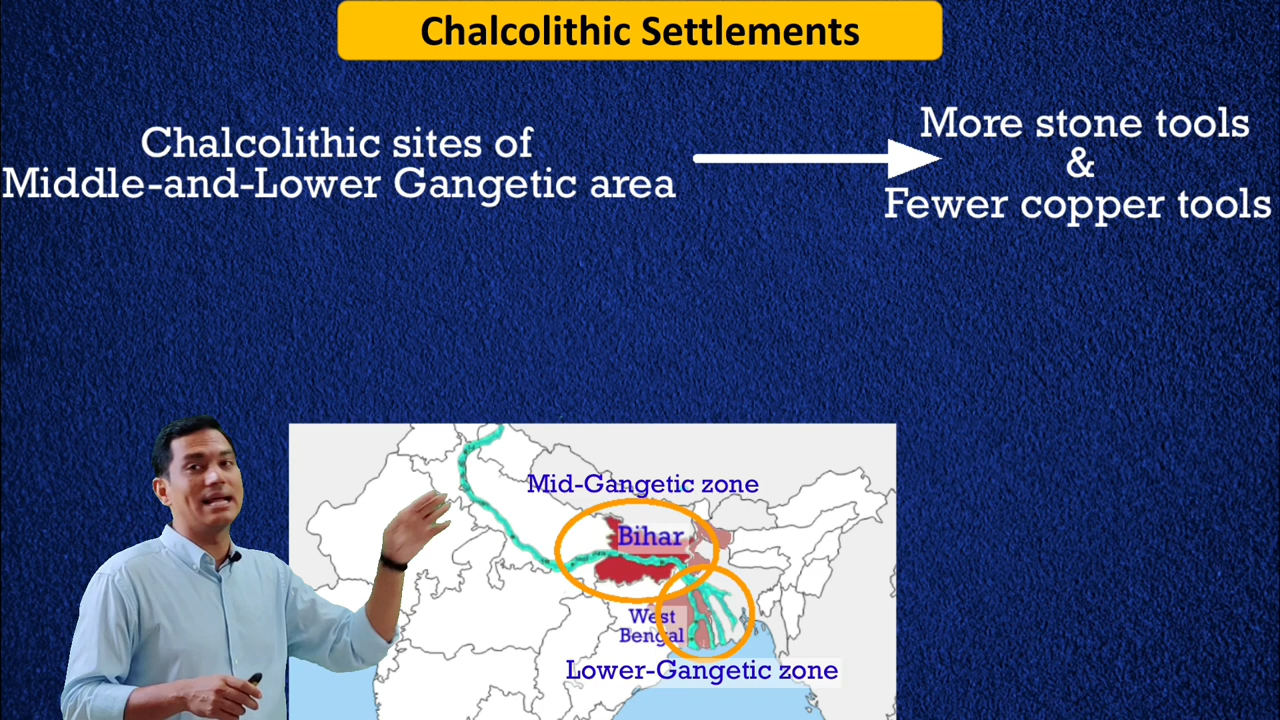 Chalcolithic Settlements
Chalcolithic sites of
Middle-and-Lower Gangetic area
More stone tools
&
Fewer copper tools
Mid-Gangetic zone
Bihar
West
Bengal
Lower-Gangetic zone